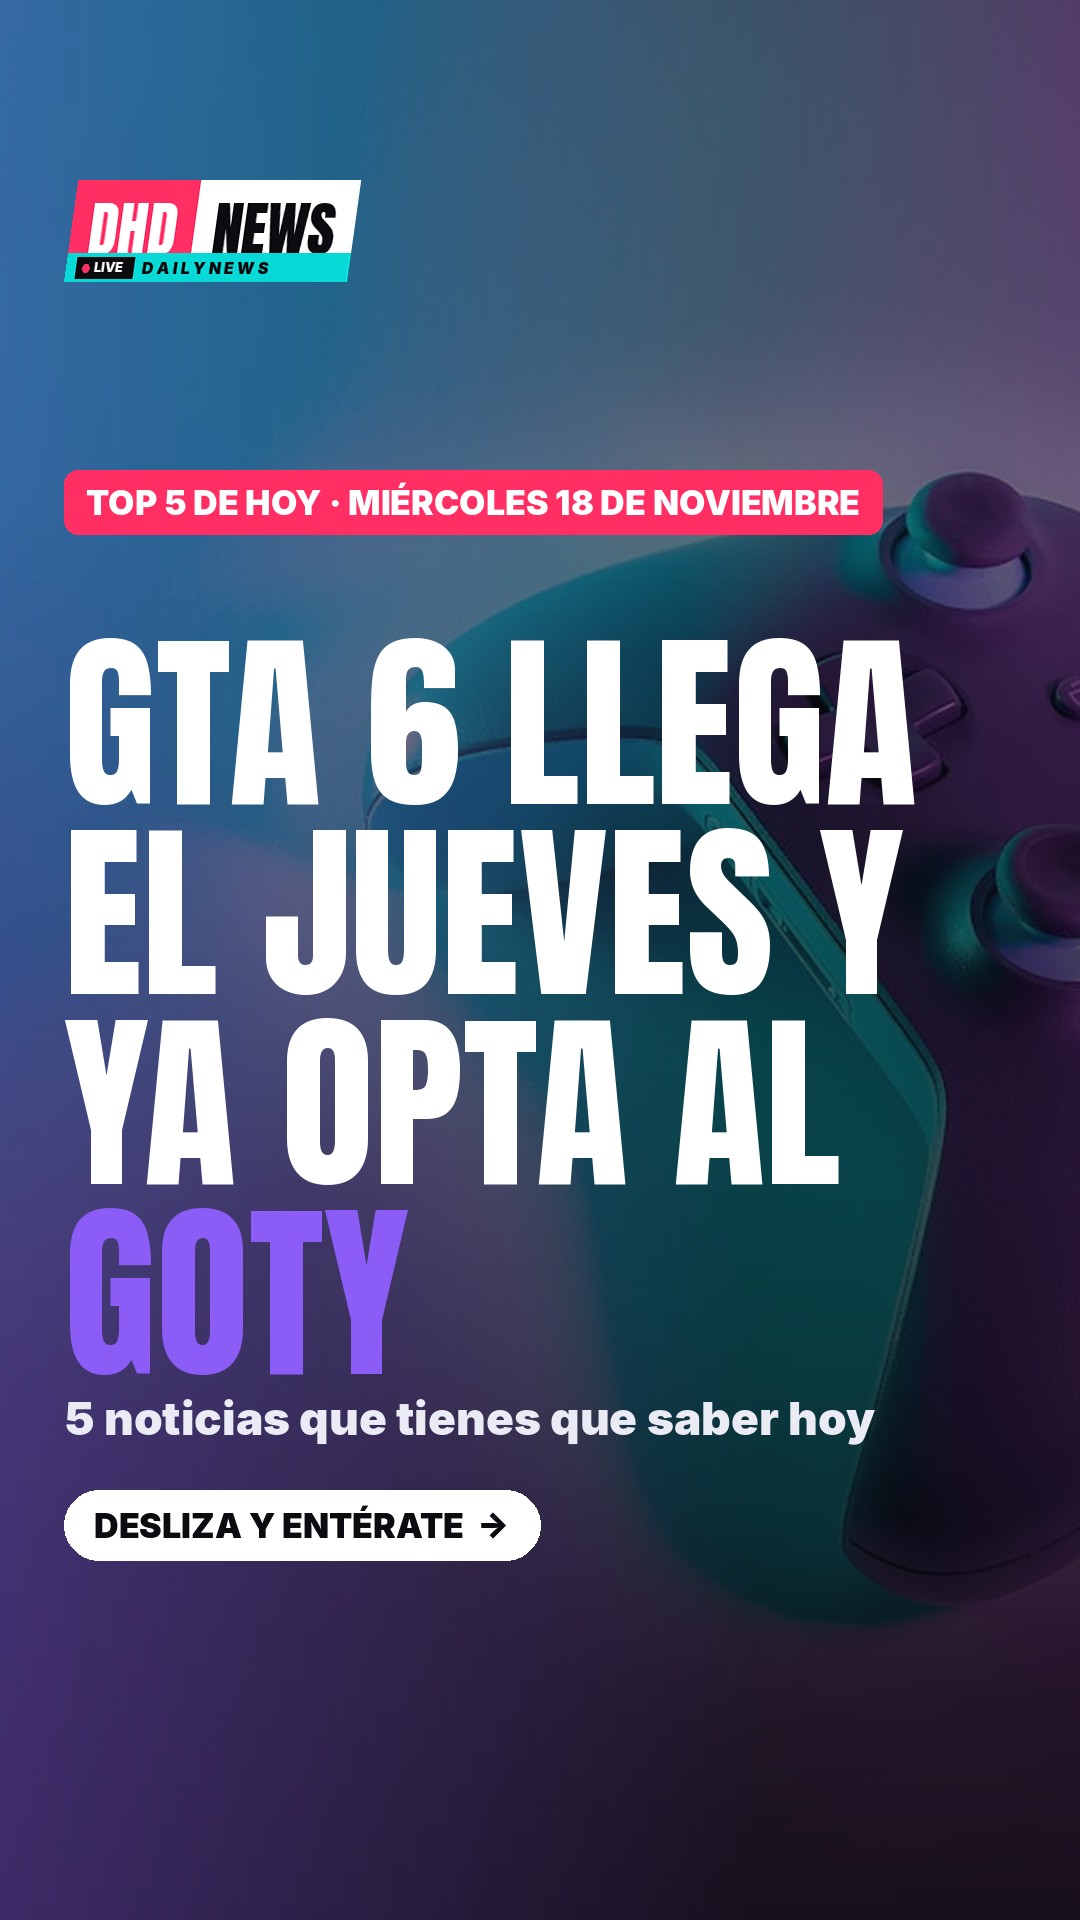 DHD NEWS
LIVE DAILYNEWS
TOP 5 DE HOY · MIÉRCOLES 18 DE NOVIEMBRE
GTA 6 LLEGA
EL JUEVES Y
YA OPTA AL
GOTY
5 noticias que tienes que saber hoy
DESLIZA Y ENTÉRATE →